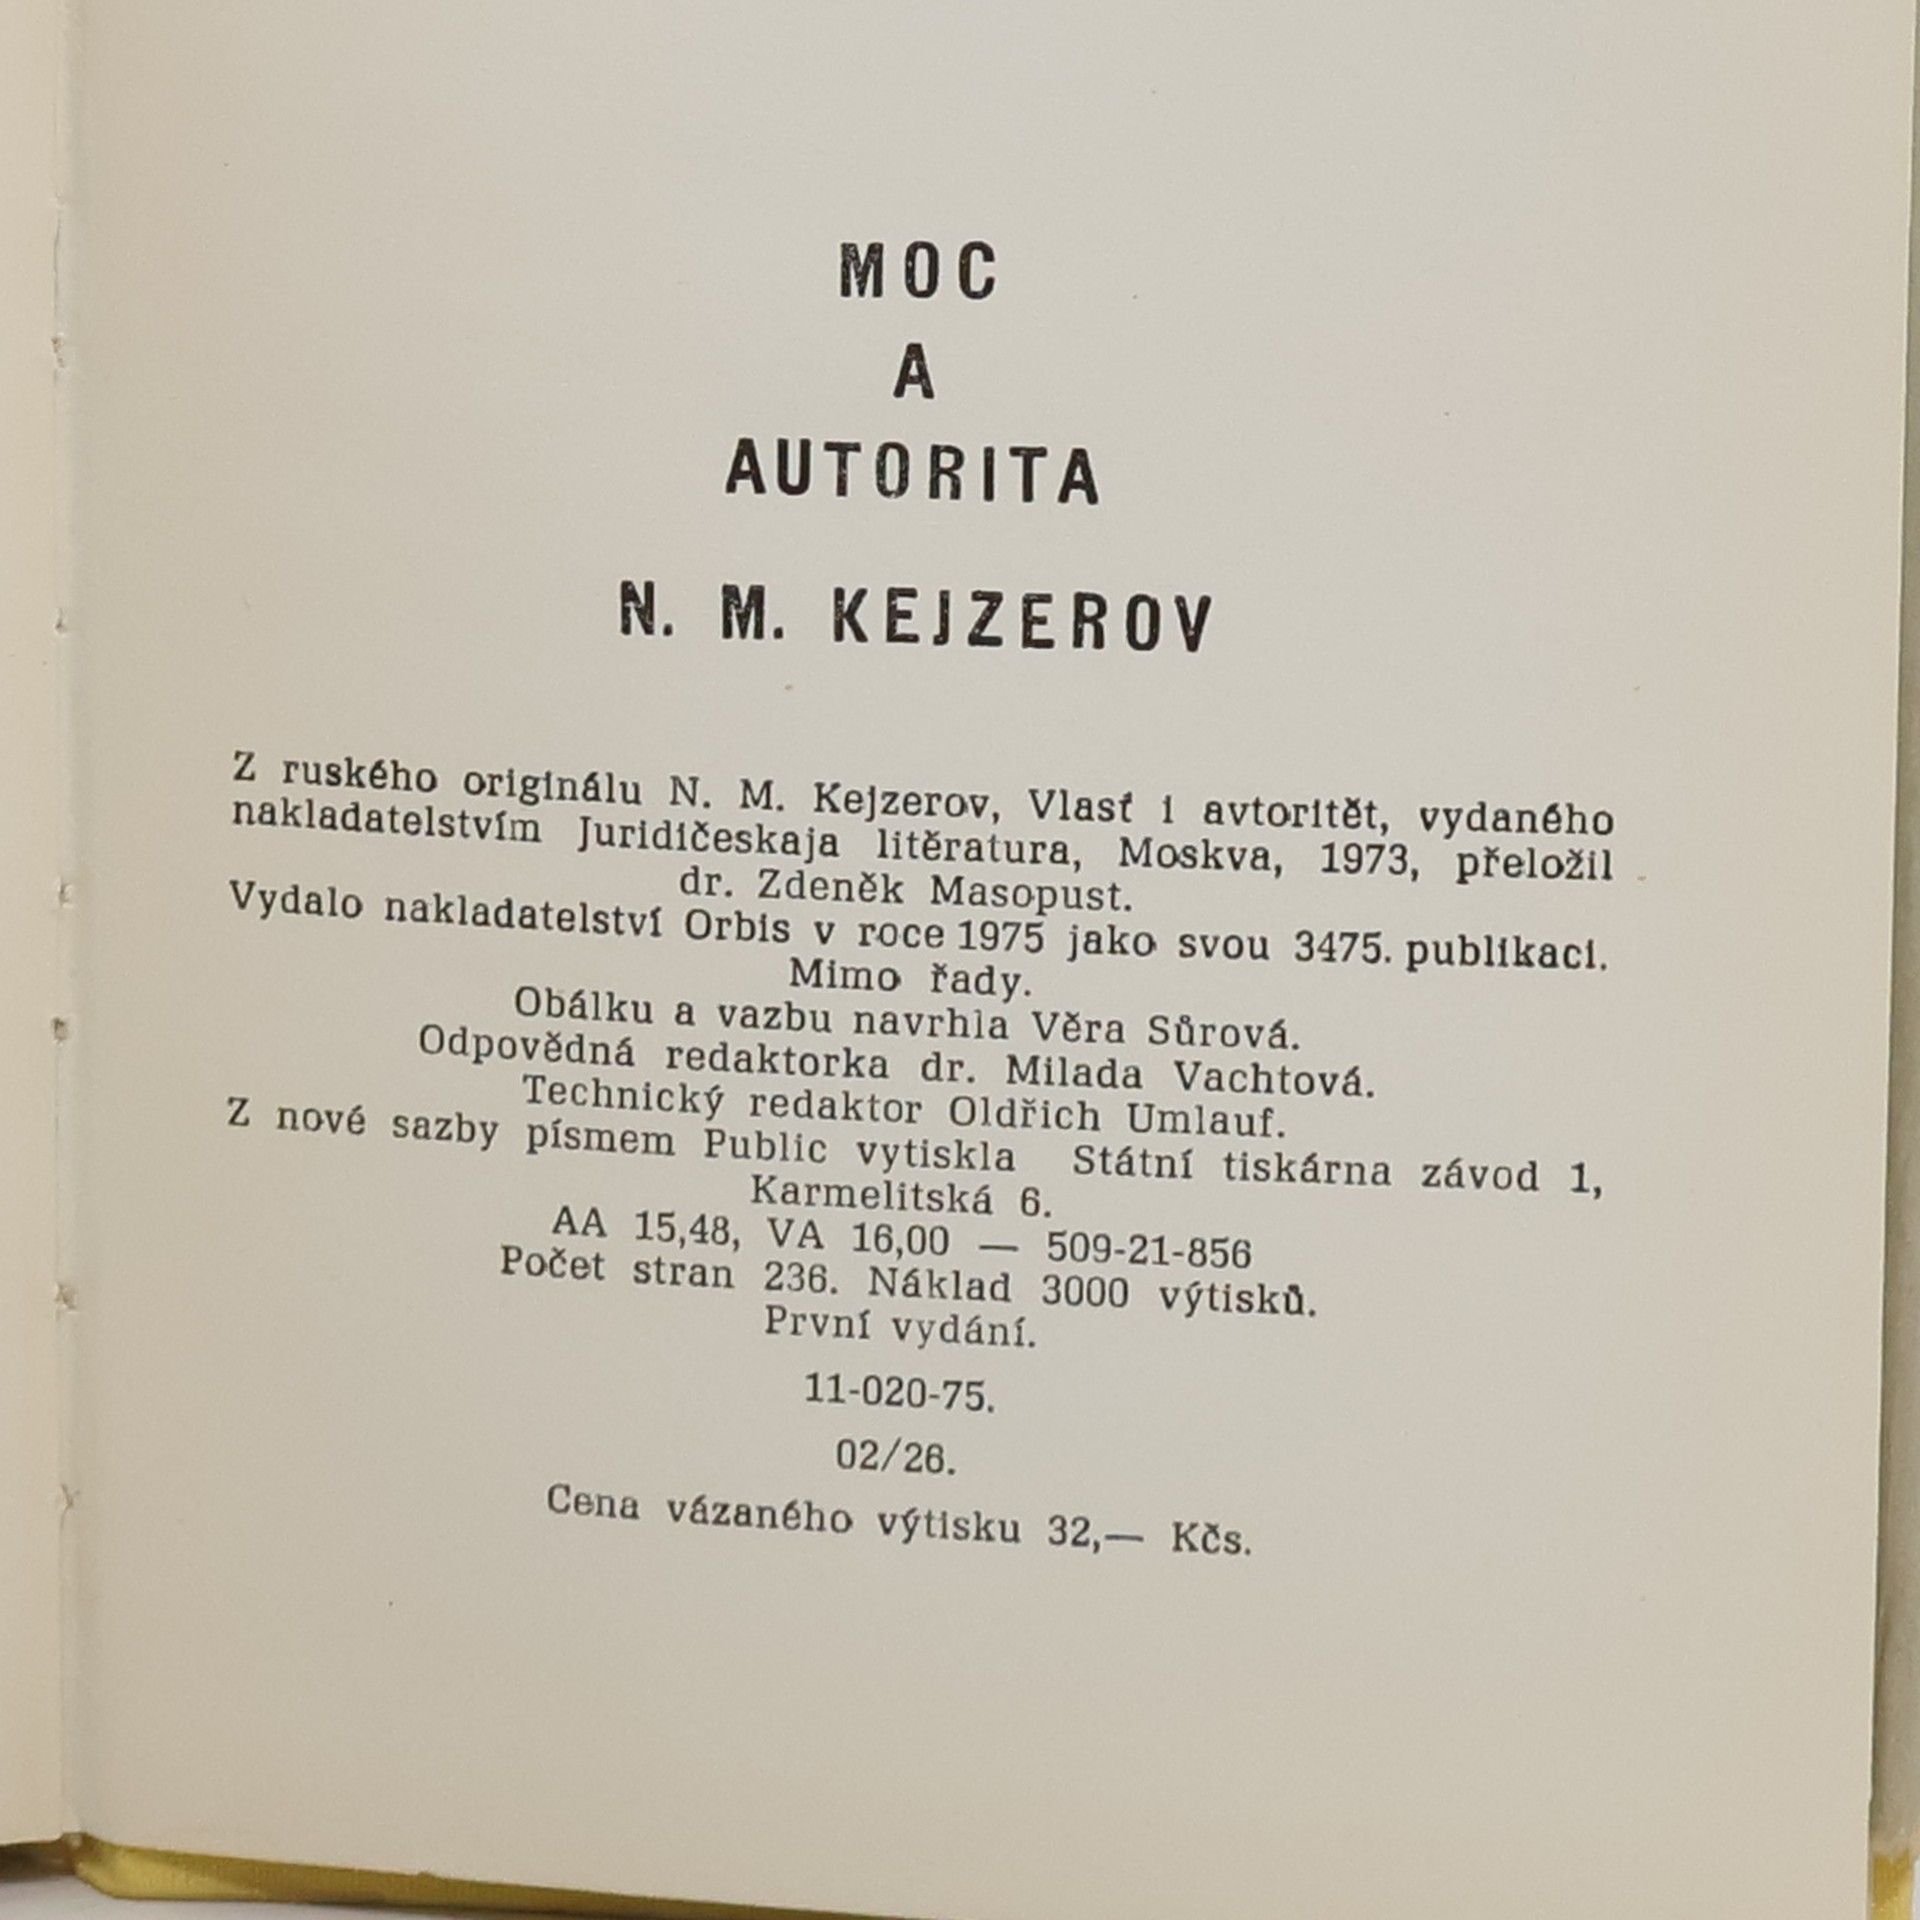 MOC
A
AUTORITA
N. M. KEJZEROV
Z ruského originálu N. M. Kejzerov, Vlasť i avtoritět, vydaného
nakladatelstvím Juridičeskaja litěratura, Moskva, 1973, přeložil
dr. Zdeněk Masopust.
Vydalo nakladatelství Orbis v roce 1975 jako svou 3475. publikaci.
Mimo řady.
Obálku a vazbu navrhla Věra Sůrová.
Odpovědná redaktorka dr. Milada Vachtová.
Technický redaktor Oldřich Umlauf.
Z nové sazby písmem Public vytiskla Státní tiskárna závod 1,
Karmelitská 6.
AA 15,48, VA 16,00 — 509-21-856
Počet stran 236. Náklad 3000 výtisků.
První vydání.
11-020-75.
02/26.
Cena vázaného výtisku 32,— Kčs.